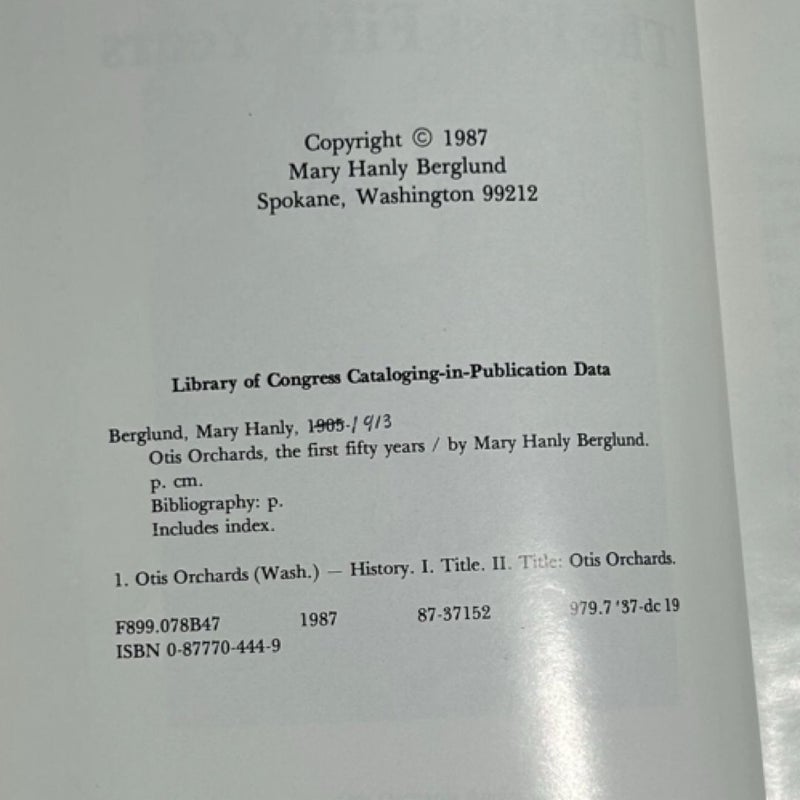 Copyright © 1987
Mary Hanly Berglund
Spokane, Washington 99212
Library of Congress Cataloging-in-Publication Data
Berglund, Mary Hanly, 1905-1913
Otis Orchards, the first fifty years / by Mary Hanly Berglund.
p. cm.
Bibliography: p.
Includes index.
1. Otis Orchards (Wash.) — History. I. Title. II. Title: Otis Orchards.
F899.078B47 1987 87-37152 979.7'37-dc 19
ISBN 0-87770-444-9